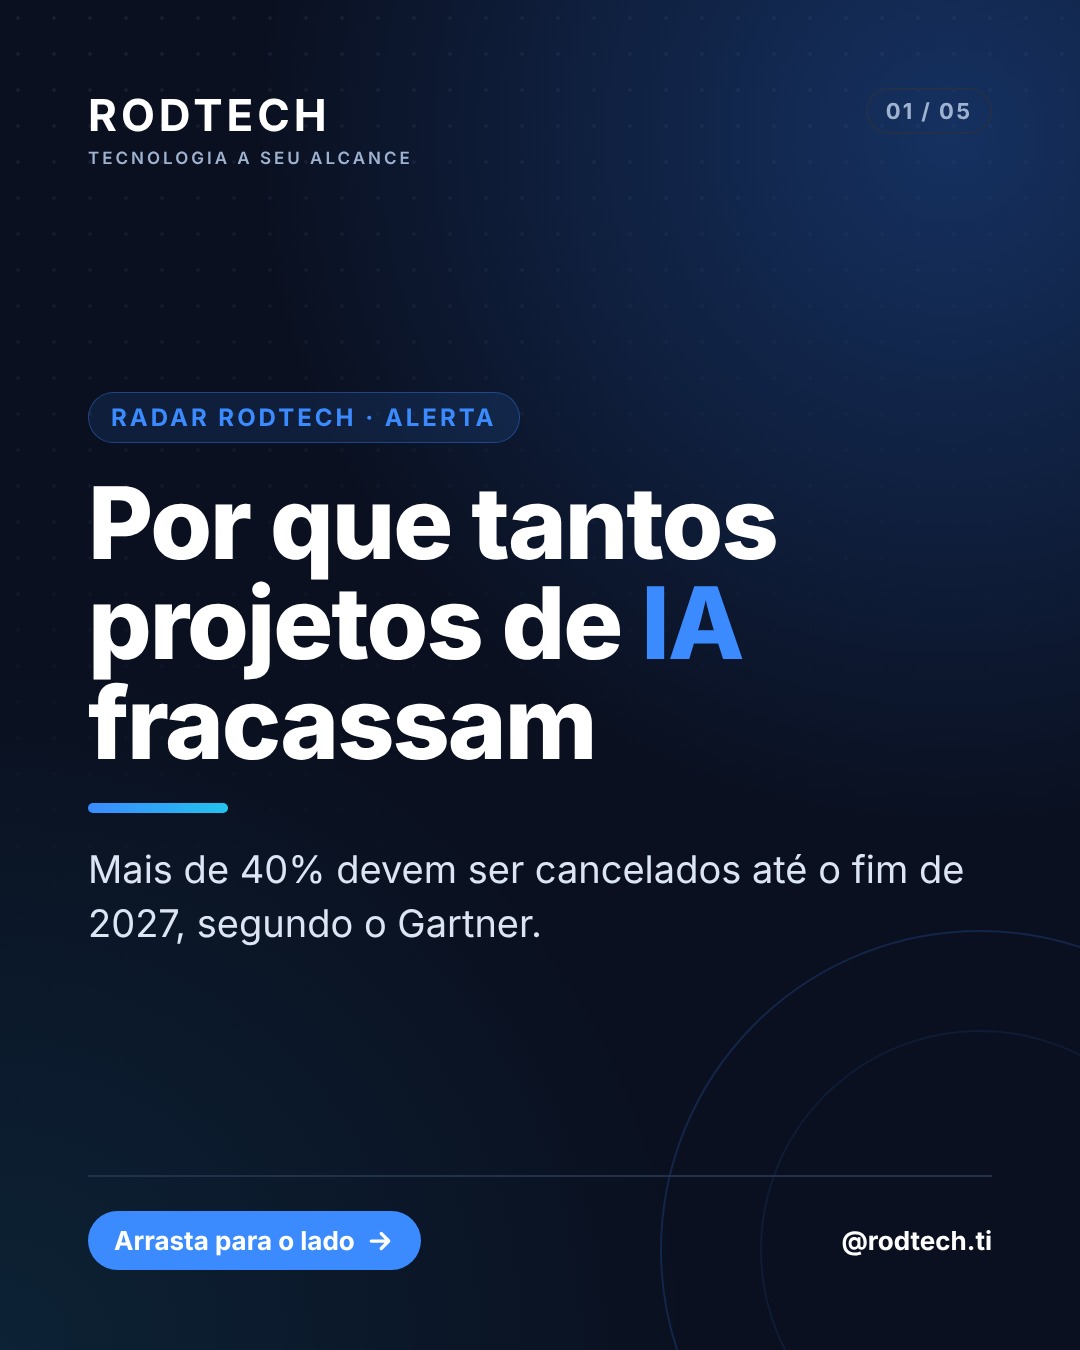 RODTECH
TECNOLOGIA A SEU ALCANCE
01 / 05
RADAR RODTECH · ALERTA
Por que tantos
projetos de IA
fracassam
Mais de 40% devem ser cancelados até o fim de
2027, segundo o Gartner.
Arrasta para o lado →
@rodtech.ti